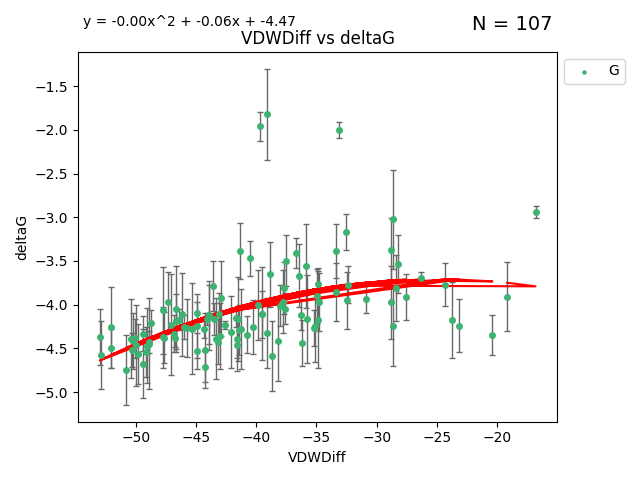 y = -0.00x^2 + -0.06x + -4.47
N = 107
VDWDiff vs deltaG
G
−1.5
−2.0
−2.5
−3.0
−3.5
−4.0
−4.5
−5.0
deltaG
−50 −45 −40 −35 −30 −25 −20
VDWDiff